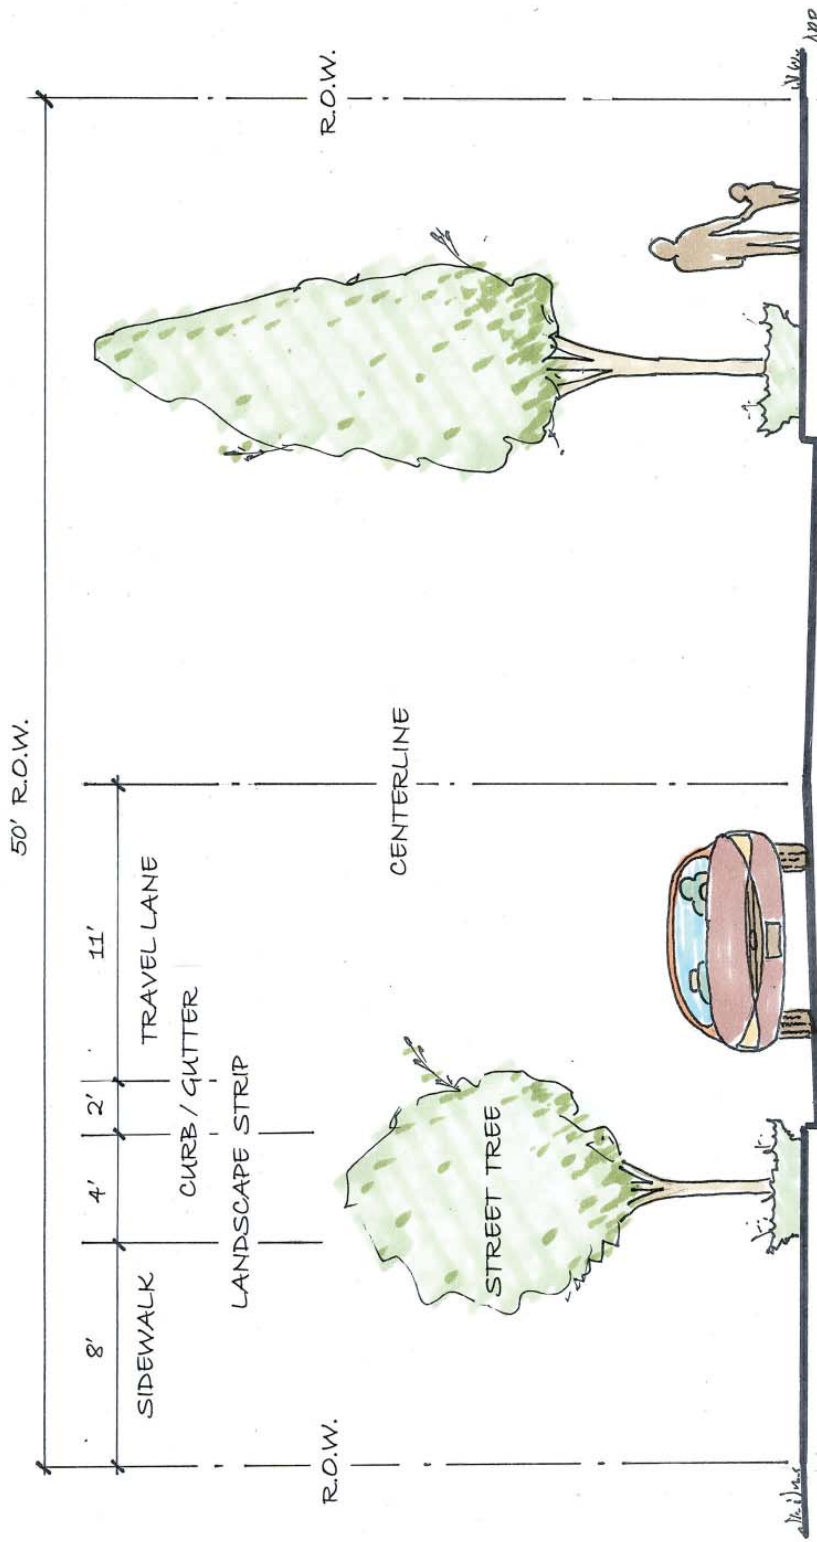 50' R.O.W.
8'
4'
2'
11'
SIDEWALK
TRAVEL LANE
CURB / GUTTER
LANDSCAPE STRIP
R.O.W.
CENTERLINE
R.O.W.
STREET TREE